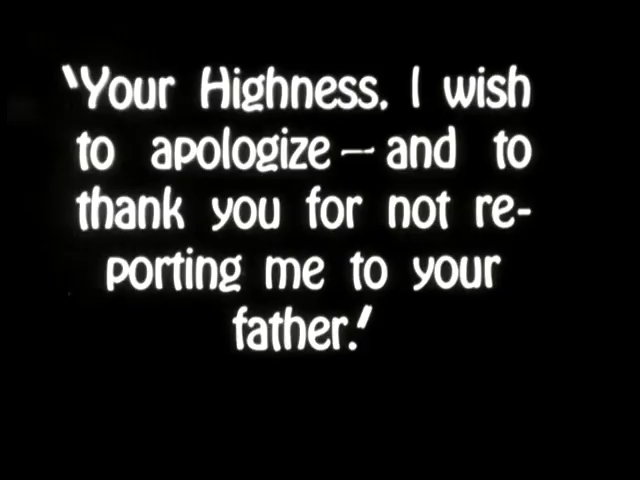 "Your Highness, I wish
to apologize — and to
thank you for not re-
porting me to your
father."